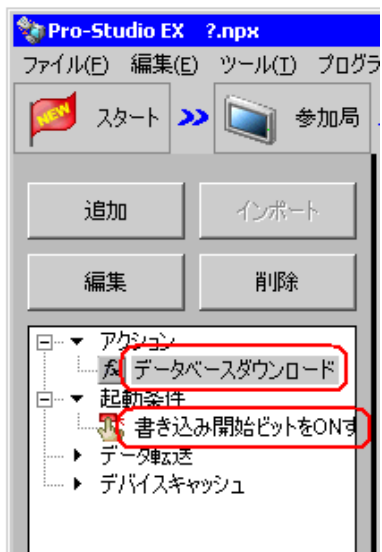 Pro-Studio EX ?.npx
ファイル(F) 編集(E) ツール(T) プログラ
NEW スタート 参加局
追加 インポート
編集 削除
アクション
fx データベースダウンロード
起動条件
書き込み開始ビットをONす
データ転送
デバイスキャッシュ